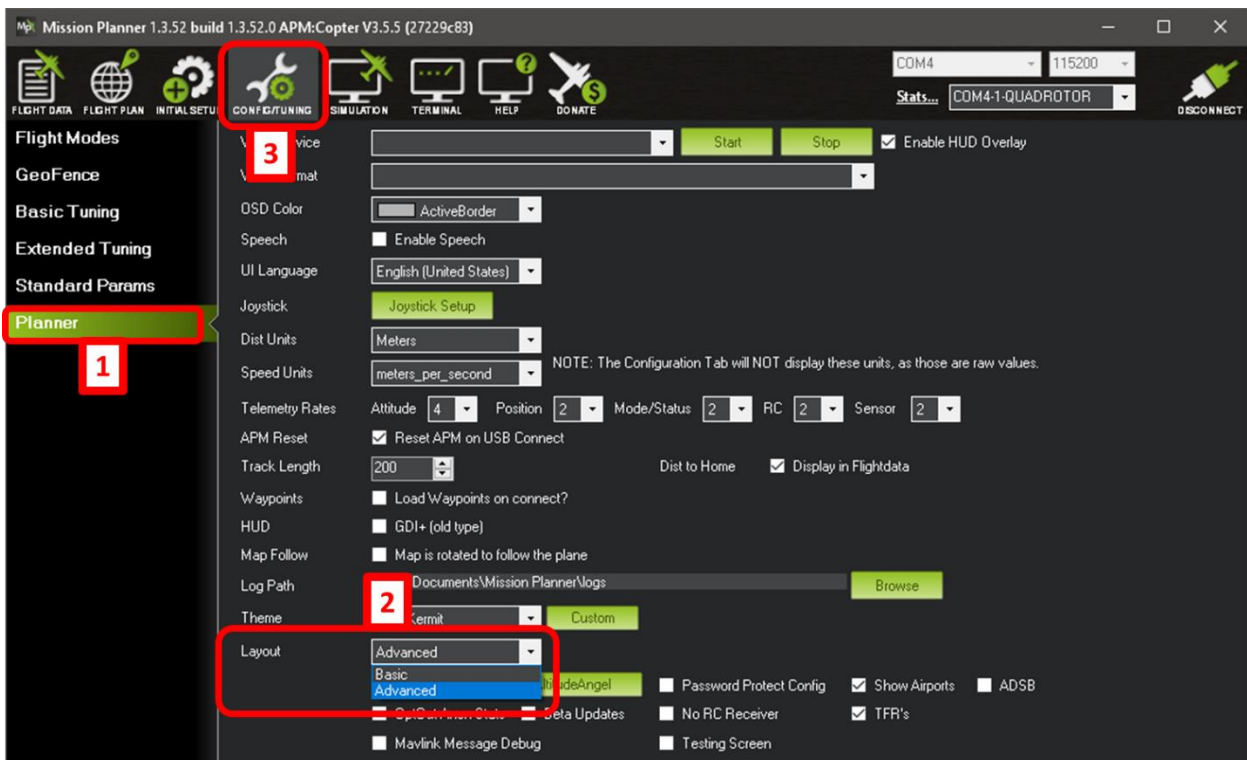 Mission Planner 1.3.52 build 1.3.52.0 APM:Copter V3.5.5 (27229c83)
FLIGHT DATA FLIGHT PLAN INITIAL SETU CONFIG/TUNING SIMULATION TERMINAL HELP DONATE
COM4 115200
Stats... COM4-1-QUADROTOR
DISCONNECT
3
Flight Modes
GeoFence
Basic Tuning
Extended Tuning
Standard Params
Planner
1
Start Stop Enable HUD Overlay
OSD Color ActiveBorder
Speech Enable Speech
UI Language English (United States)
Joystick Joystick Setup
Dist Units Meters
NOTE: The Configuration Tab will NOT display these units, as those are raw values.
Speed Units meters_per_second
Telemetry Rates Attitude 4 Position 2 Mode/Status 2 RC 2 Sensor 2
APM Reset Reset APM on USB Connect
Track Length 200 Dist to Home Display in Flightdata
Waypoints Load Waypoints on connect?
HUD GDI+ (old type)
Map Follow Map is rotated to follow the plane
Log Path Documents\Mission Planner\logs Browse
2
Theme Kermit Custom
Layout Advanced
Basic
Advanced
Password Protect Config Show Airports ADSB
Beta Updates No RC Receiver TFR's
Mavlink Message Debug Testing Screen